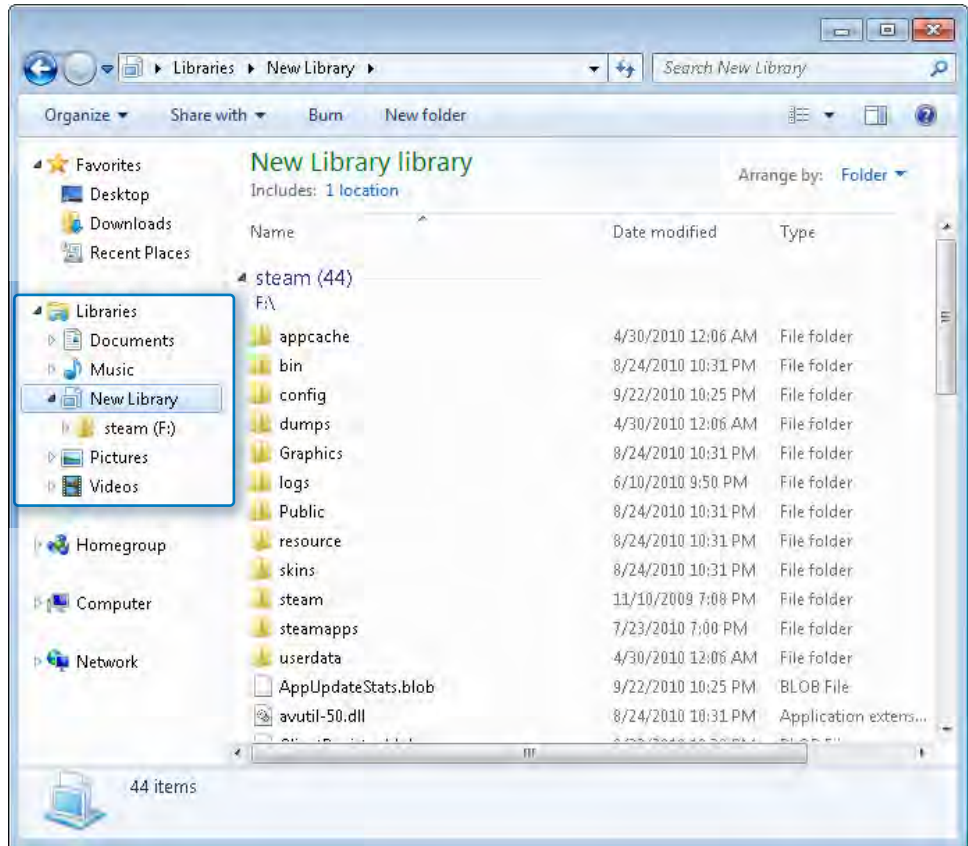 Libraries New Library
Search New Library
Organize Share with Burn New folder
Favorites
Desktop
Downloads
Recent Places
Libraries
Documents
Music
New Library
steam (F:)
Pictures
Videos
Homegroup
Computer
Network
New Library library
Includes: 1 location
Arrange by: Folder
Name Date modified Type
steam (44)
F:\
appcache 4/30/2010 12:06 AM File folder
bin 8/24/2010 10:31 PM File folder
config 9/22/2010 10:25 PM File folder
dumps 4/30/2010 12:06 AM File folder
Graphics 8/24/2010 10:31 PM File folder
logs 6/10/2010 9:50 PM File folder
Public 8/24/2010 10:31 PM File folder
resource 8/24/2010 10:31 PM File folder
skins 8/24/2010 10:31 PM File folder
steam 11/10/2009 7:08 PM File folder
steamapps 7/23/2010 7:00 PM File folder
userdata 4/30/2010 12:06 AM File folder
AppUpdateStats.blob 9/22/2010 10:25 PM BLOB File
avutil-50.dll 8/24/2010 10:31 PM Application extens...
44 items